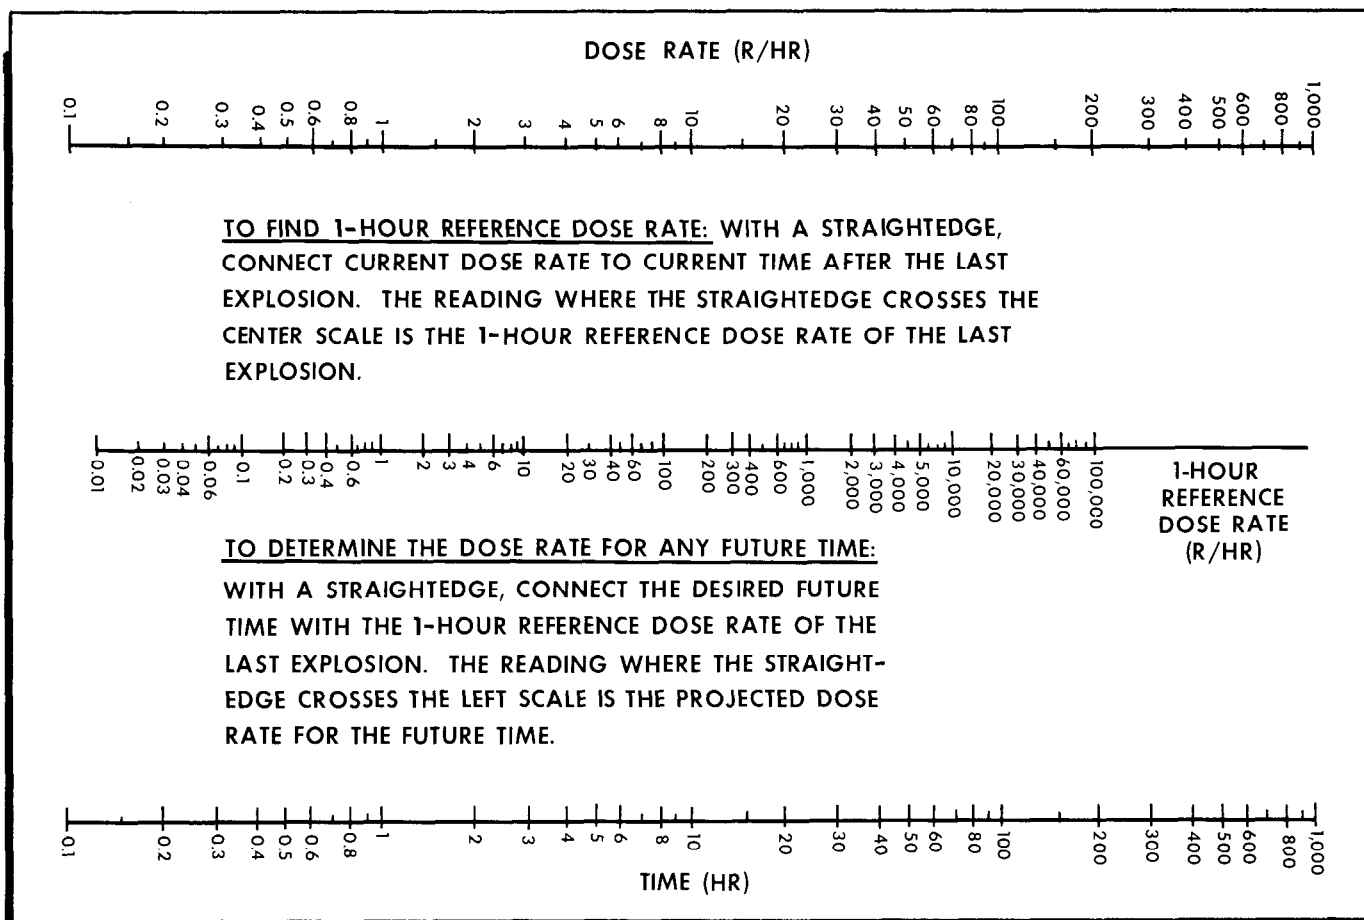 DOSE RATE (R/HR)
0.1 0.2 0.3 0.4 0.5 0.6 0.8 1 2 3 4 5 6 8 10 20 30 40 50 60 80 100 200 300 400 500 600 800 1,000
TO FIND 1-HOUR REFERENCE DOSE RATE: WITH A STRAIGHTEDGE,
CONNECT CURRENT DOSE RATE TO CURRENT TIME AFTER THE LAST
EXPLOSION. THE READING WHERE THE STRAIGHTEDGE CROSSES THE
CENTER SCALE IS THE 1-HOUR REFERENCE DOSE RATE OF THE LAST
EXPLOSION.
0.01 0.02 0.03 0.04 0.06 0.1 0.2 0.3 0.4 0.6 1 2 3 4 6 10 20 30 40 60 100 200 300 400 600 1,000 2,000 3,000 4,000 5,000 10,000 20,000 30,000 40,000 60,000 100,000
1-HOUR
REFERENCE
DOSE RATE
(R/HR)
TO DETERMINE THE DOSE RATE FOR ANY FUTURE TIME:
WITH A STRAIGHTEDGE, CONNECT THE DESIRED FUTURE
TIME WITH THE 1-HOUR REFERENCE DOSE RATE OF THE
LAST EXPLOSION. THE READING WHERE THE STRAIGHT-
EDGE CROSSES THE LEFT SCALE IS THE PROJECTED DOSE
RATE FOR THE FUTURE TIME.
0.1 0.2 0.3 0.4 0.5 0.6 0.8 1 2 3 4 5 6 8 10 20 30 40 50 60 80 100 200 300 400 500 600 800 1,000
TIME (HR)